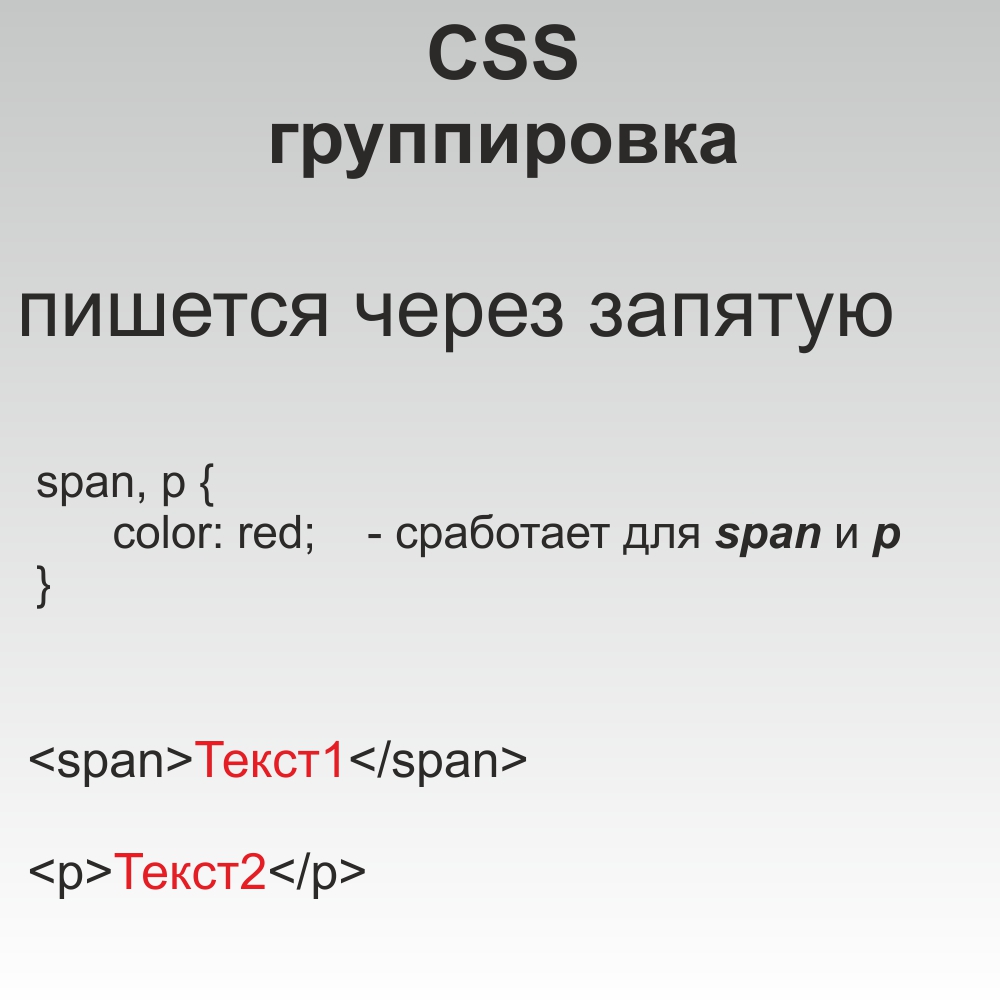 CSS
группировка
пишется через запятую
span, p {
color: red; - сработает для span и p
}
<span>Текст1</span>
<p>Текст2</p>